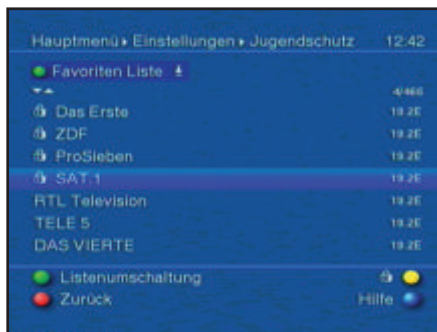 Hauptmenü Einstellungen Jugendschutz 12:42
Favoriten Liste
4/466
Das Erste 19.2E
ZDF 19.2E
ProSieben 19.2E
SAT.1 19.2E
RTL Television 19.2E
TELE 5 19.2E
DAS VIERTE 19.2E
Listenumschaltung
Zurück Hilfe